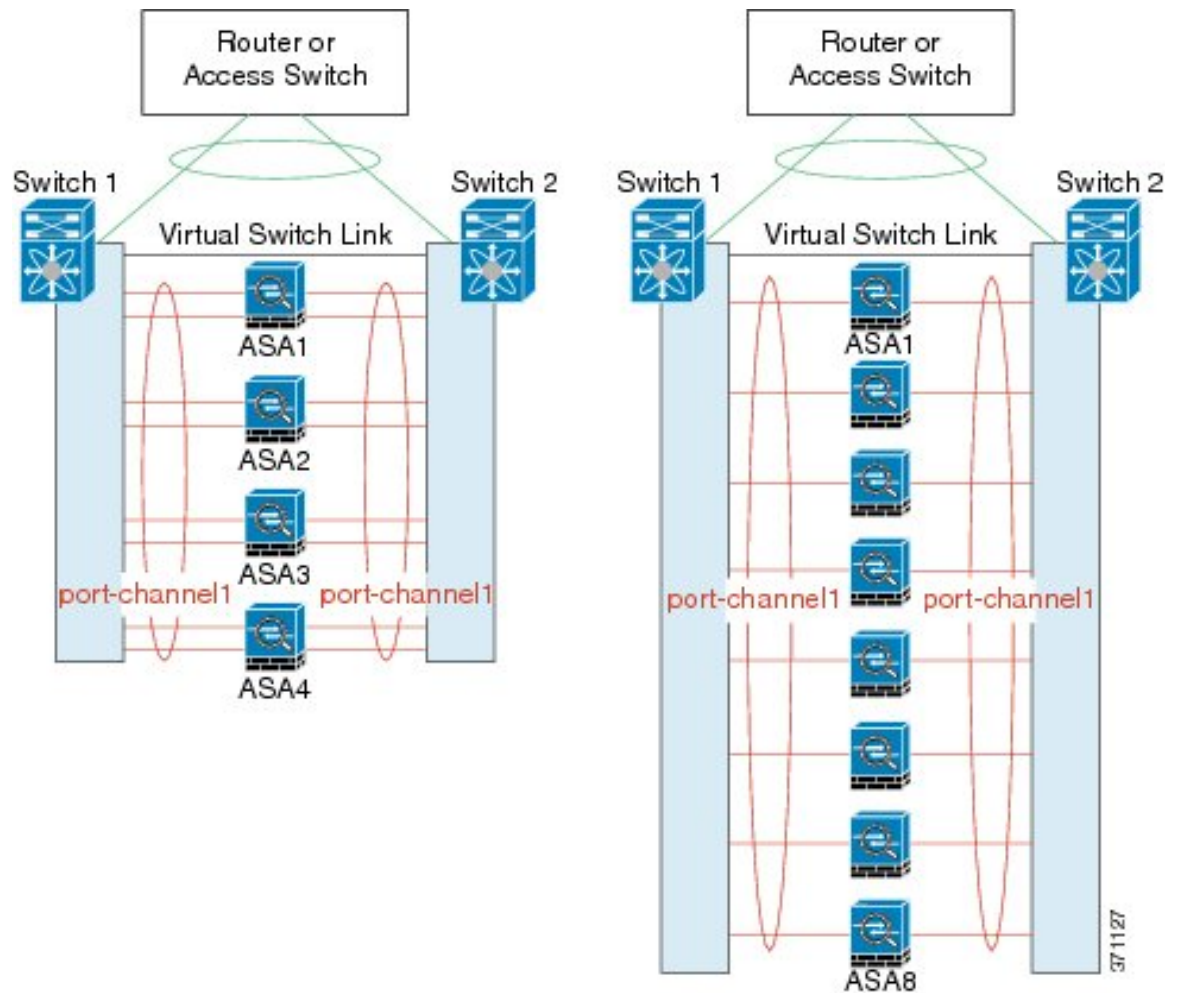 Router or
Access Switch
Switch 1
Switch 2
Virtual Switch Link
ASA1
ASA2
ASA3
port-channel1
port-channel1
ASA4
Router or
Access Switch
Switch 1
Switch 2
Virtual Switch Link
ASA1
port-channel1
port-channel1
ASA8
371127